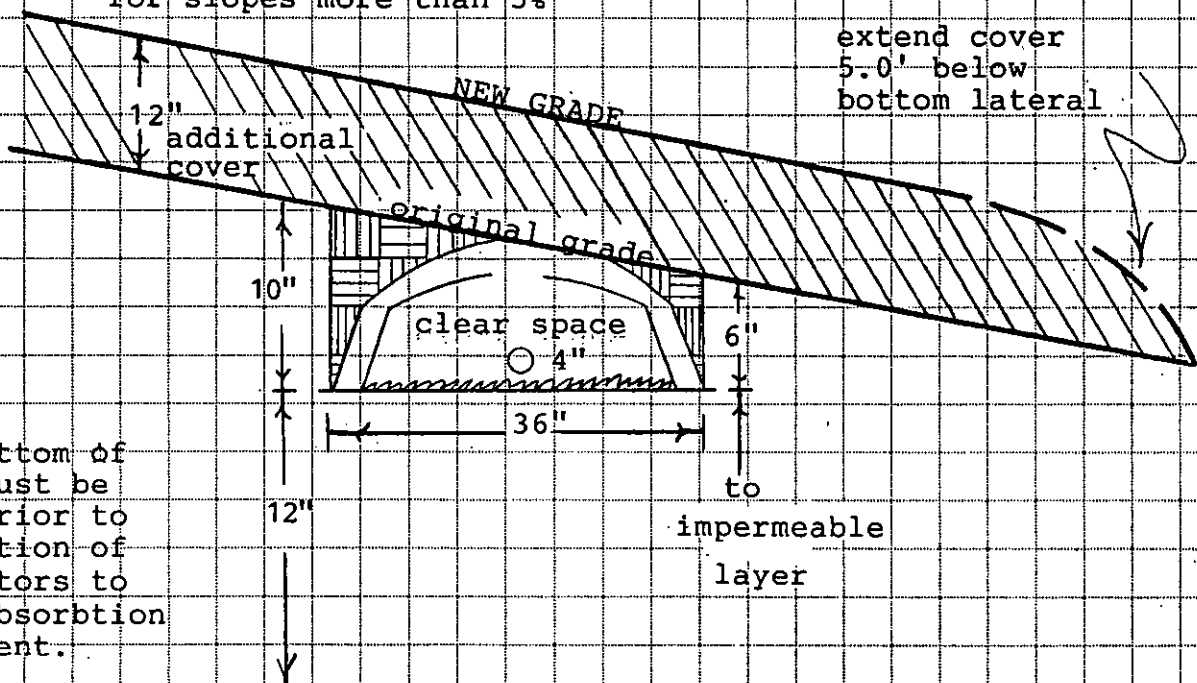 for slopes more than 5%
extend cover
5.0' below
bottom lateral
NEW GRADE
12"
additional
cover
original grade
10"
clear space
6"
4"
36"
12"
to
impermeable
layer
ttom of
ust be
rior to
tion of
tors to
bsorbtion
ent.